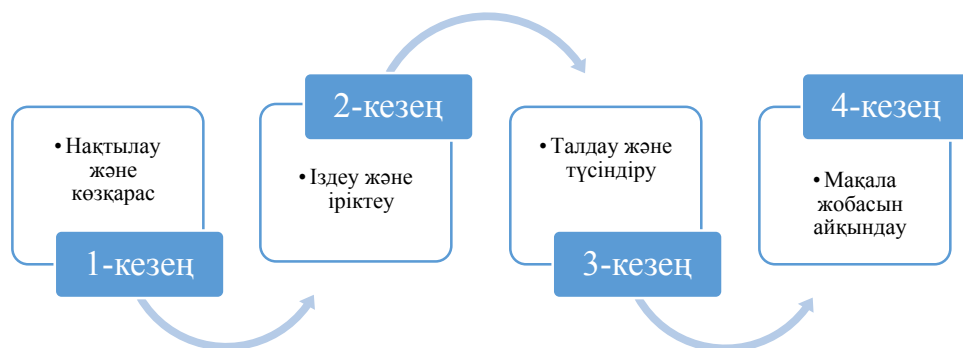 • Нақтылау
және
көзқарас
1-кезең
2-кезең
• Іздеу және
іріктеу
• Талдау және
түсіндіру
3-кезең
4-кезең
• Мақала
жобасын
айқындау